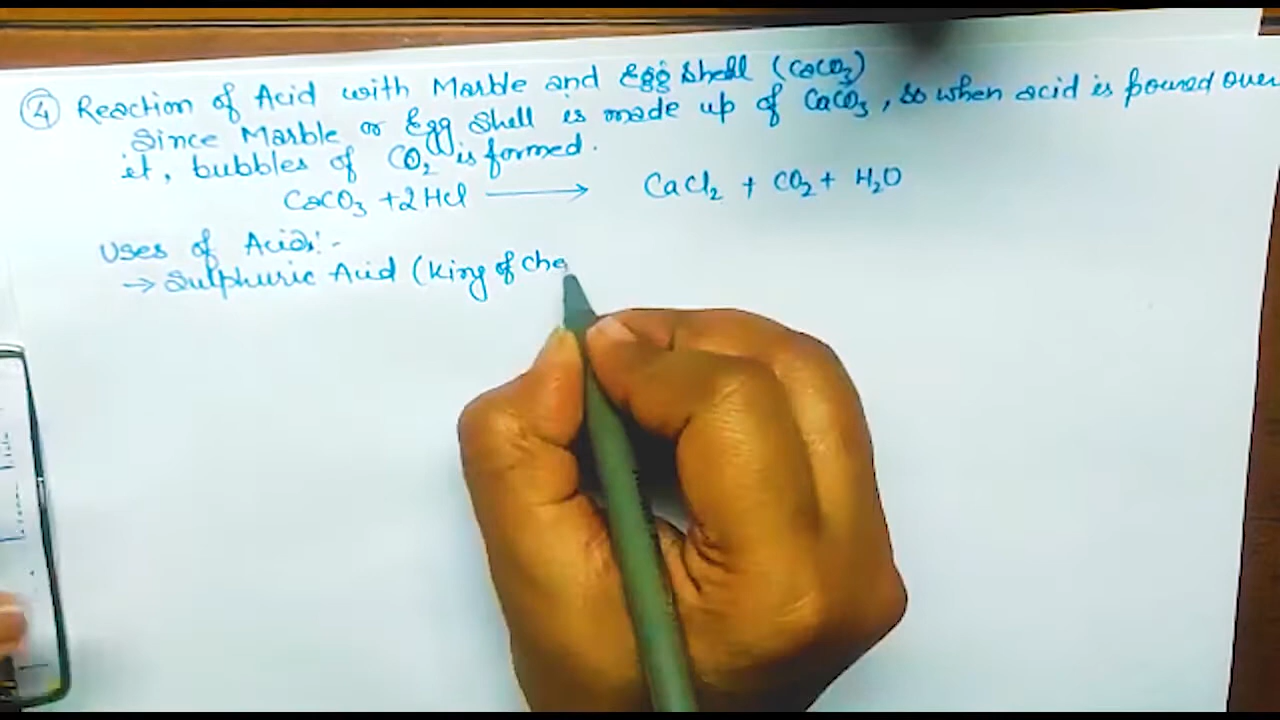 ④ Reaction of Acid with Marble and Egg Shell (CaCO₃)
Since Marble or Egg Shell is made up of CaCO₃, so when acid is poured over
it, bubbles of CO₂ is formed.
CaCO₃ + 2HCl ⟶ CaCl₂ + CO₂ + H₂O
Uses of Acids:-
→ Sulphuric Acid (King of Che